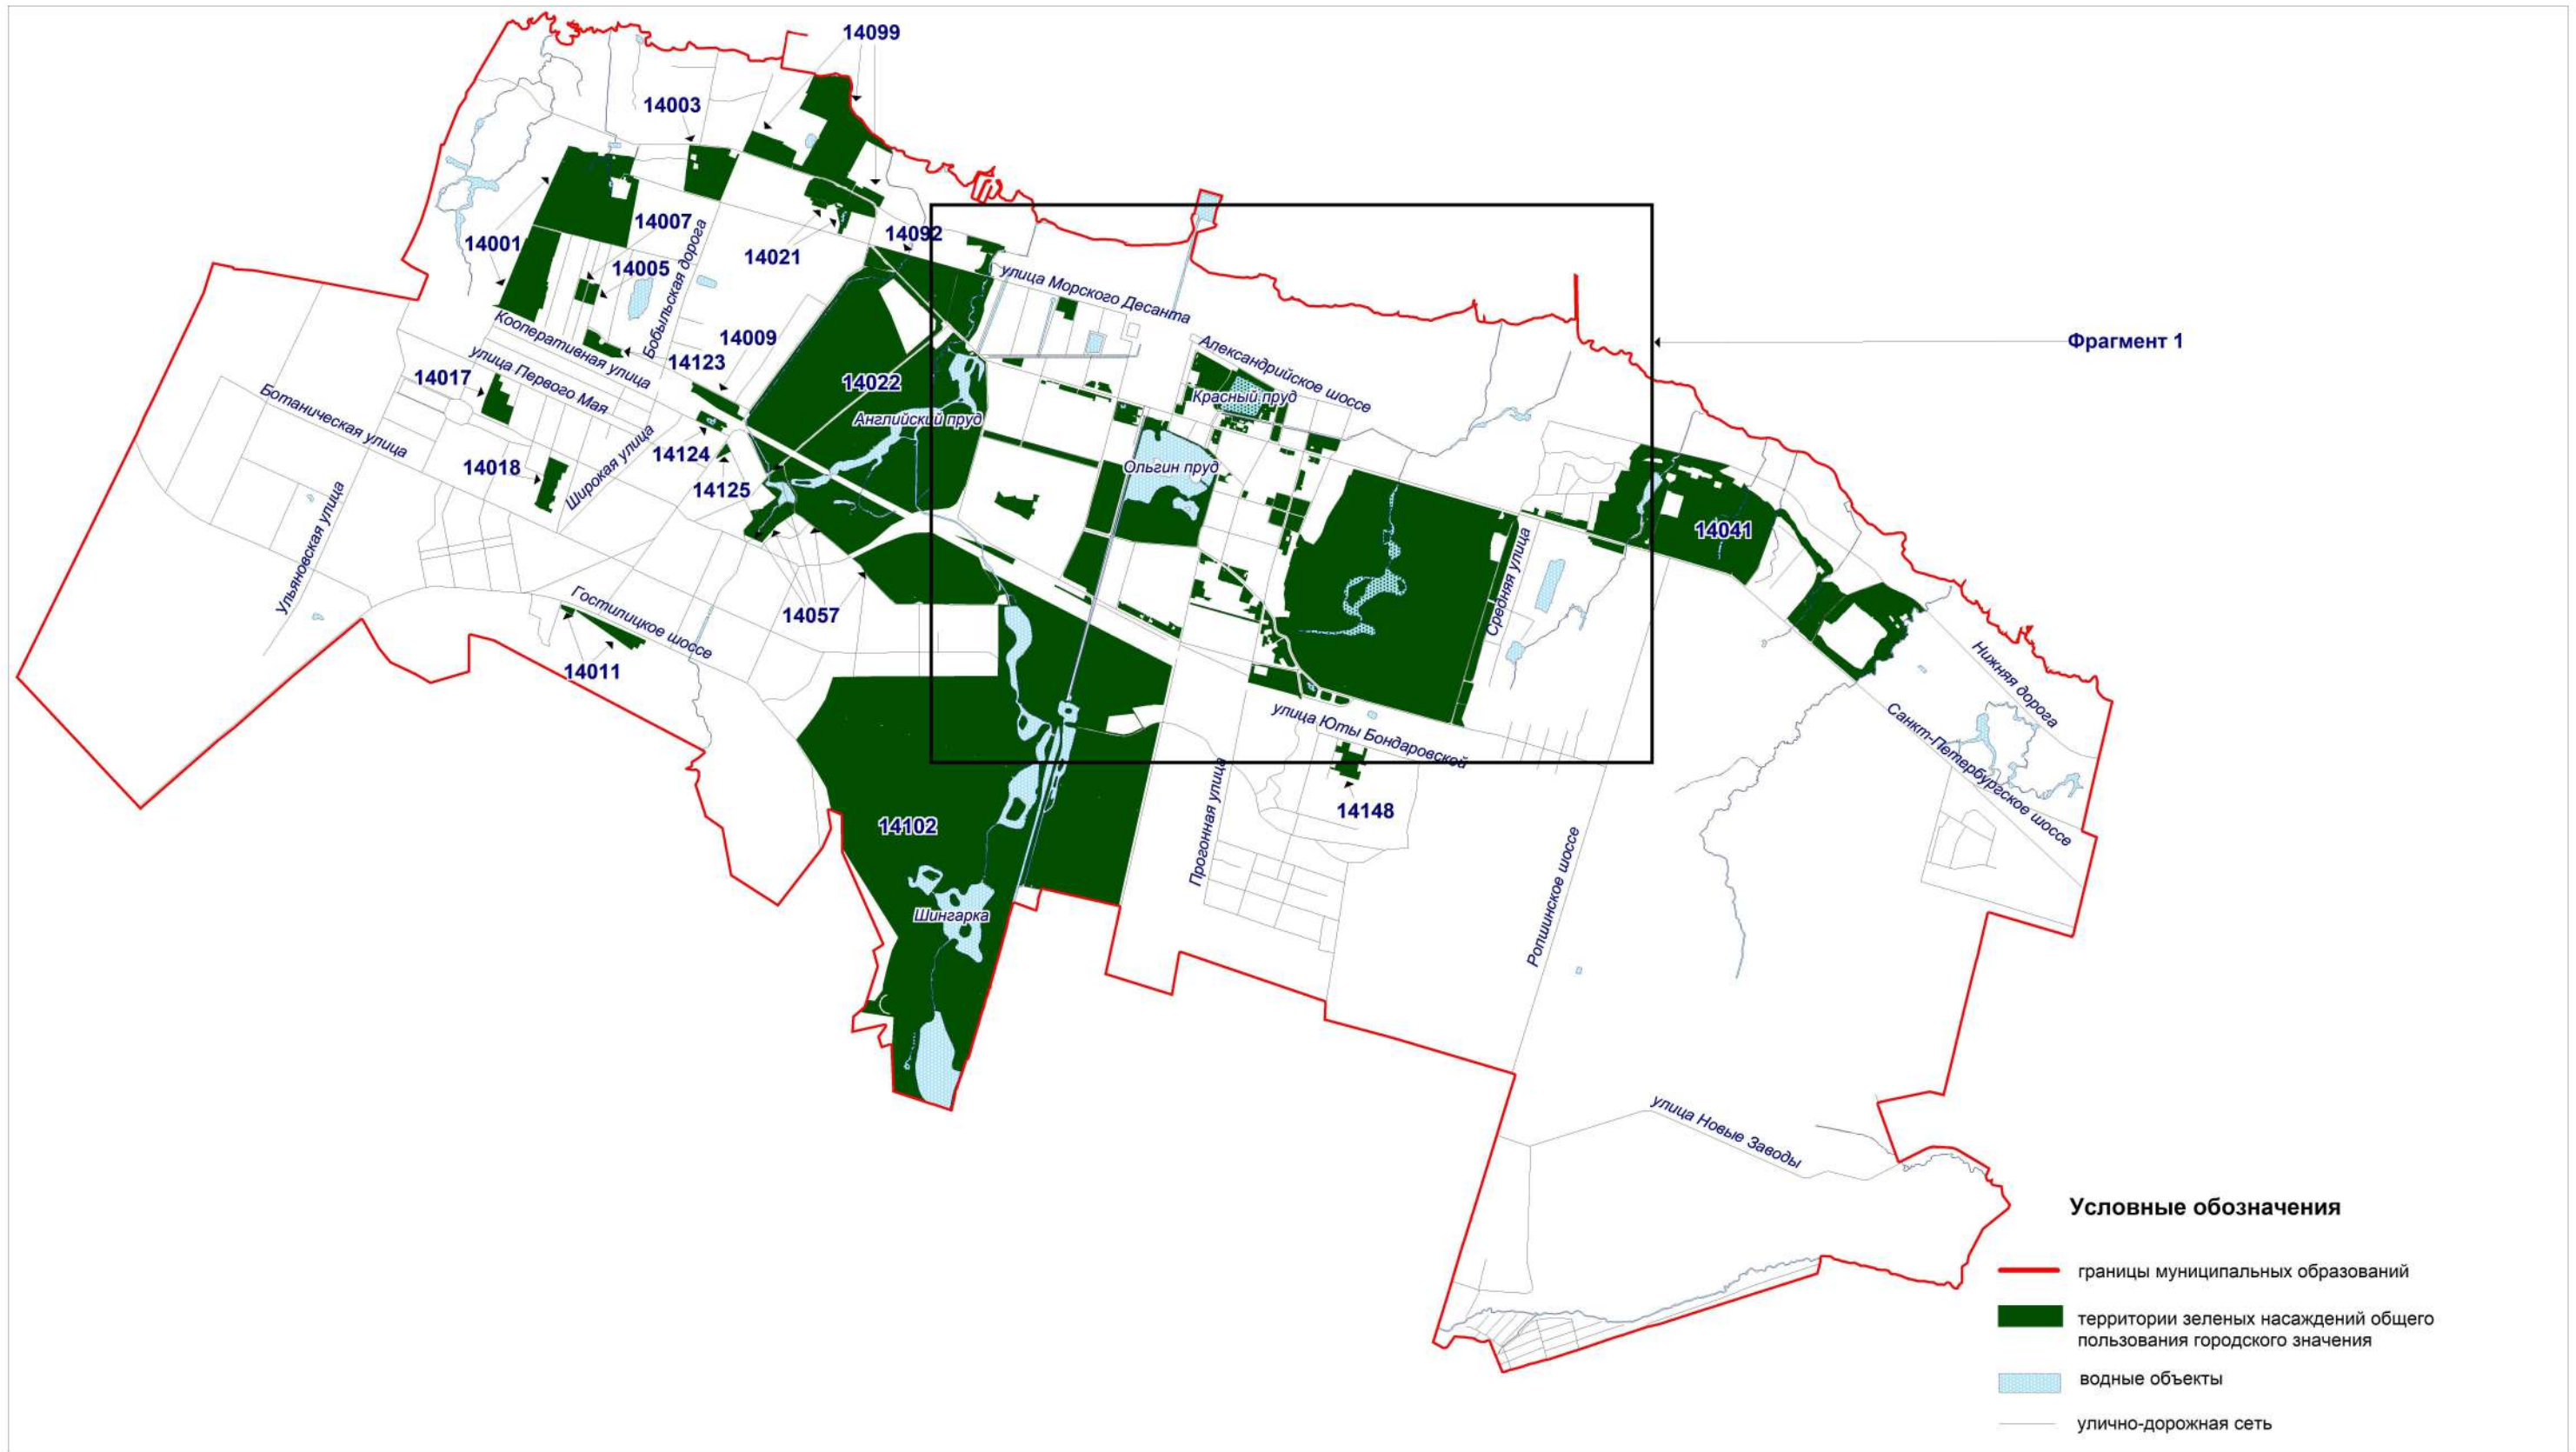 14099
14003
14007
14001
14005
14021
14092
Бобыльская дорога
улица Морского Десанта
Кооперативная улица
14009
14123
Александрийское шоссе
Фрагмент 1
улица Первого Мая
14017
14022
Красный пруд
Ботаническая улица
Английский пруд
14124
14018
Широкая улица
14125
Ольгин пруд
14041
Ульяновская улица
Средняя улица
14057
Гостилицкое шоссе
14011
Нижняя дорога
улица Юты Бондаровской
Санкт-Петербургское шоссе
14148
14102
Прогонная улица
Ропшинское шоссе
Шингарка
улица Новые Заводы
Условные обозначения
границы муниципальных образований
территории зеленых насаждений общего
пользования городского значения
водные объекты
улично-дорожная сеть